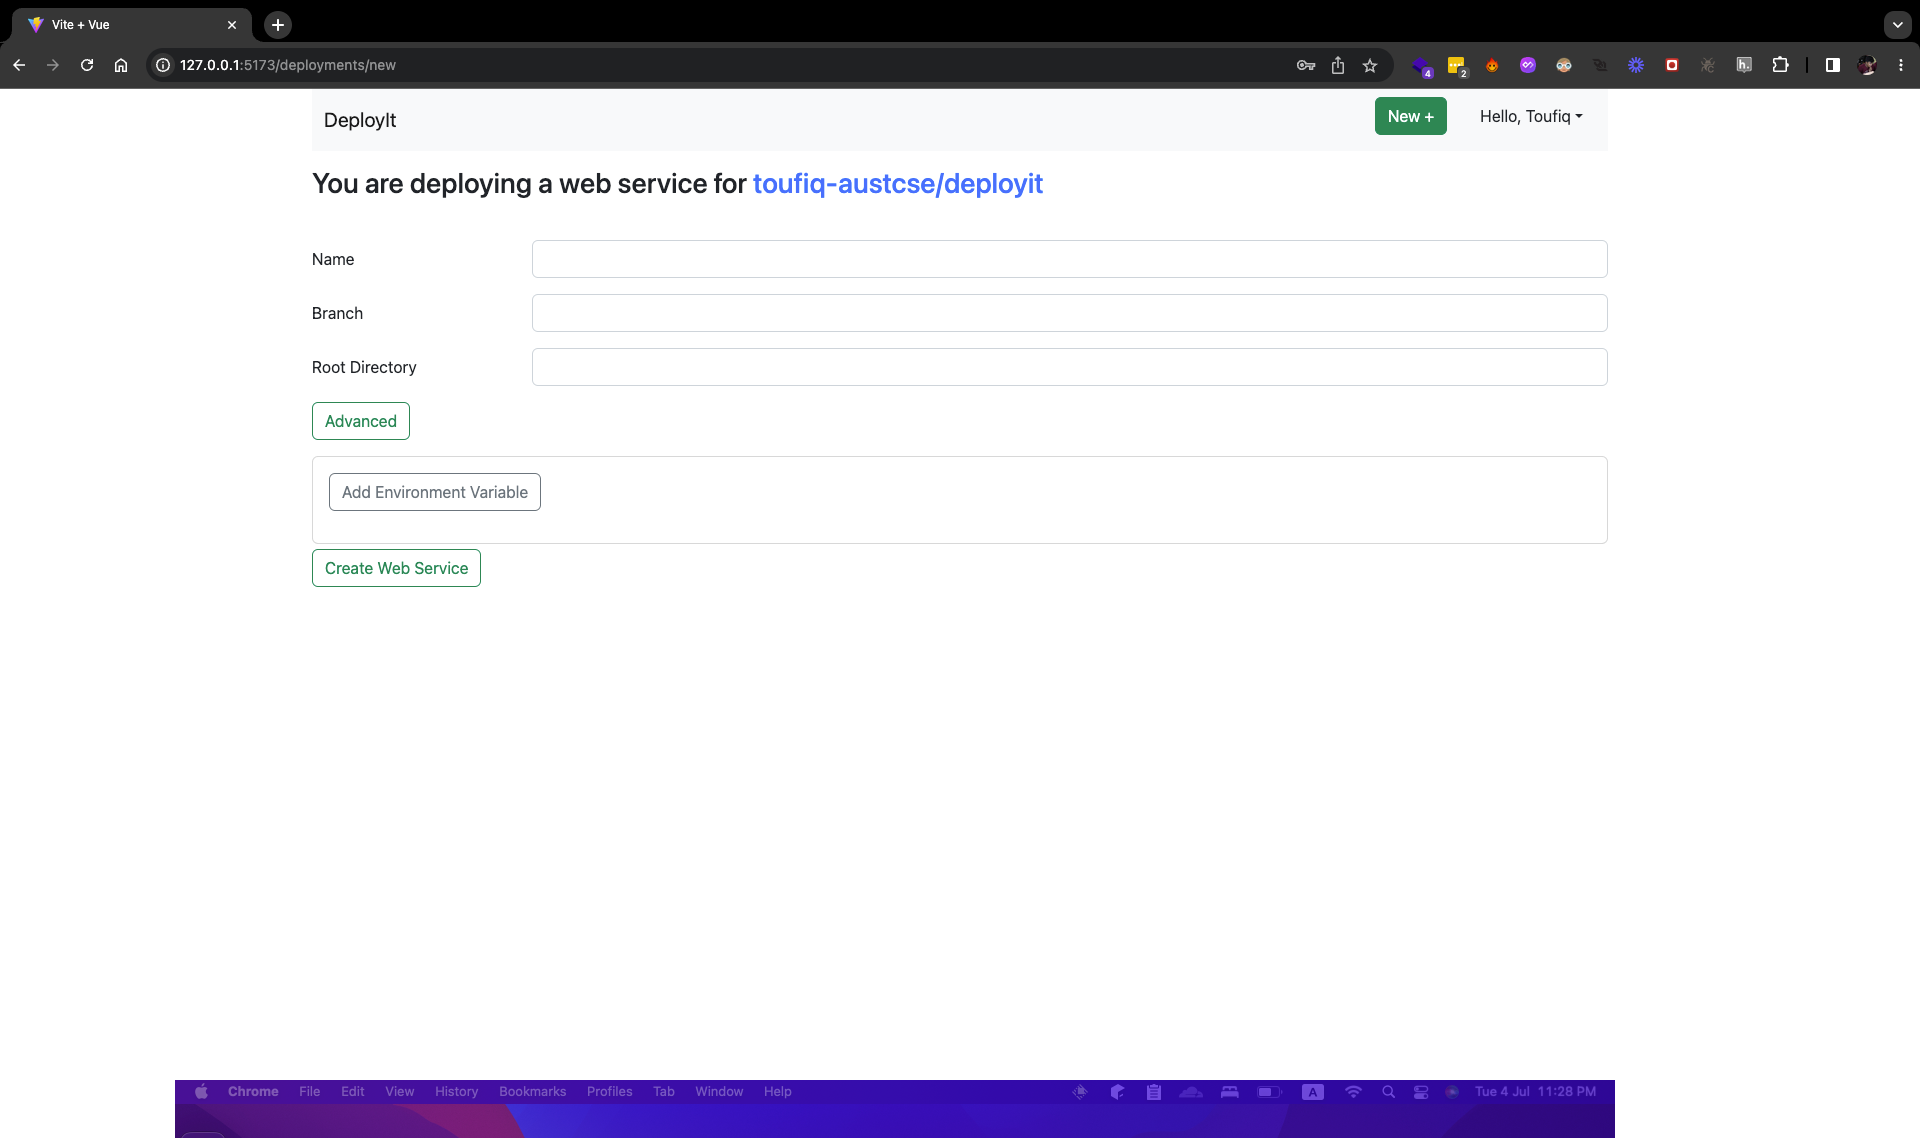 Vite + Vue
127.0.0.1:5173/deployments/new
4
2
h.
DeployIt
New +
Hello, Toufiq
You are deploying a web service for toufiq-austcse/deployit
Name
Branch
Root Directory
Advanced
Add Environment Variable
Create Web Service
Chrome File Edit View History Bookmarks Profiles Tab Window Help
A
Tue 4 Jul 11:28 PM